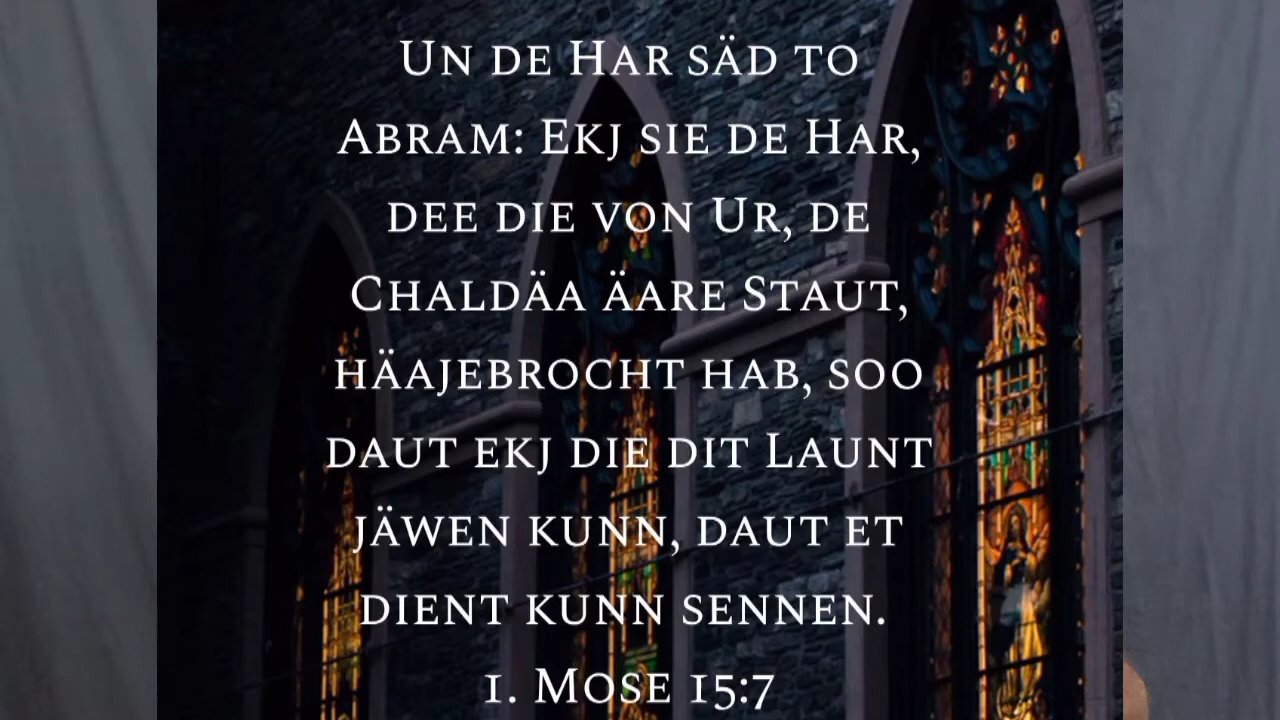 Un de Har säd to
Abram: Ekj sie de Har,
dee die von Ur, de
Chaldäa äare Staut,
häajebrocht hab, soo
daut ekj die dit Launt
jäwen kunn, daut et
dient kunn sennen.
1. Mose 15:7